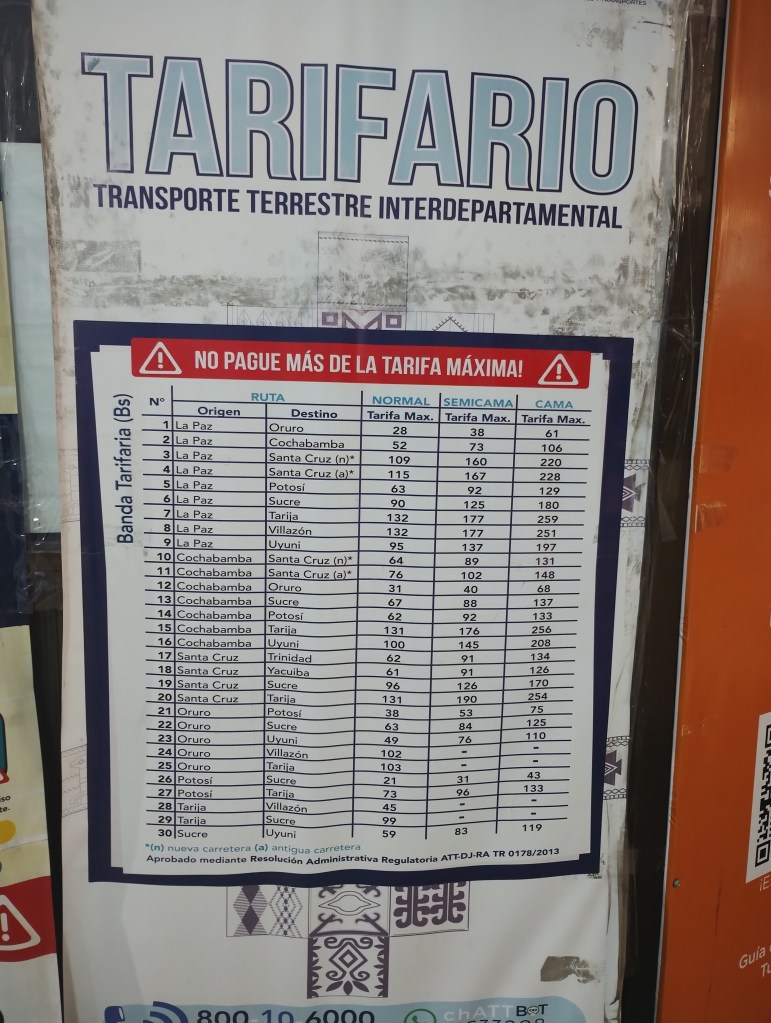 TRANSPORTES
TARIFARIO
TRANSPORTE TERRESTRE INTERDEPARTAMENTAL
NO PAGUE MÁS DE LA TARIFA MÁXIMA!
Banda Tarifaria (Bs)
N° RUTA NORMAL SEMICAMA CAMA
Origen Destino Tarifa Max. Tarifa Max. Tarifa Max.
1 La Paz Oruro 28 38 61
2 La Paz Cochabamba 52 73 106
3 La Paz Santa Cruz (n)* 109 160 220
4 La Paz Santa Cruz (a)* 115 167 228
5 La Paz Potosí 63 92 129
6 La Paz Sucre 90 125 180
7 La Paz Tarija 132 177 259
8 La Paz Villazón 132 177 251
9 La Paz Uyuni 95 137 197
10 Cochabamba Santa Cruz (n)* 64 89 131
11 Cochabamba Santa Cruz (a)* 76 102 148
12 Cochabamba Oruro 31 40 68
13 Cochabamba Sucre 67 88 137
14 Cochabamba Potosí 62 92 133
15 Cochabamba Tarija 131 176 256
16 Cochabamba Uyuni 100 145 208
17 Santa Cruz Trinidad 62 91 134
18 Santa Cruz Yacuiba 61 91 126
19 Santa Cruz Sucre 96 126 170
20 Santa Cruz Tarija 131 190 254
21 Oruro Potosí 38 53 75
22 Oruro Sucre 63 84 125
23 Oruro Uyuni 49 76 110
24 Oruro Villazón 102 - -
25 Oruro Tarija 103 - -
26 Potosí Sucre 21 31 43
27 Potosí Tarija 73 96 133
28 Tarija Villazón 45 - -
29 Tarija Sucre 99 - -
30 Sucre Uyuni 59 83 119
*(n) nueva carretera (a) antigua carretera
Aprobado mediante Resolución Administrativa Regulatoria ATT-DJ-RA TR 0178/2013
800-10-6000
chATTBOT
Guía